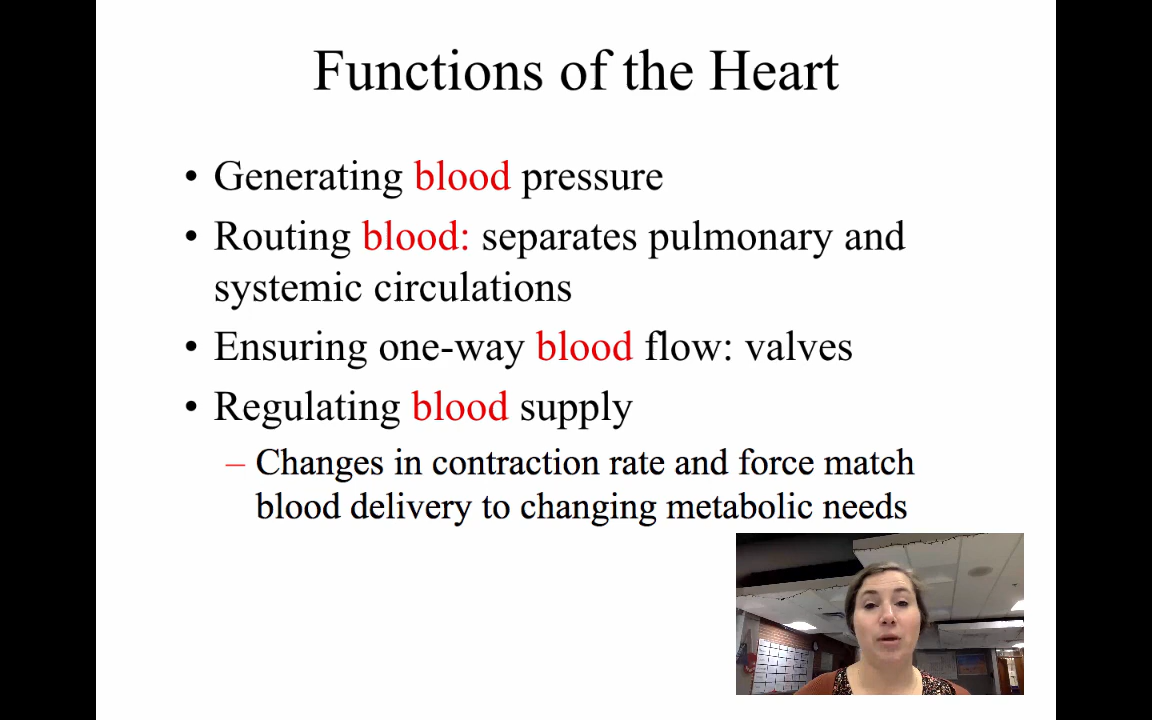 Functions of the Heart
• Generating blood pressure
• Routing blood: separates pulmonary and
systemic circulations
• Ensuring one-way blood flow: valves
• Regulating blood supply
– Changes in contraction rate and force match
blood delivery to changing metabolic needs